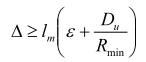 Δ ≥ l_m ( ε + D_u / R_min )